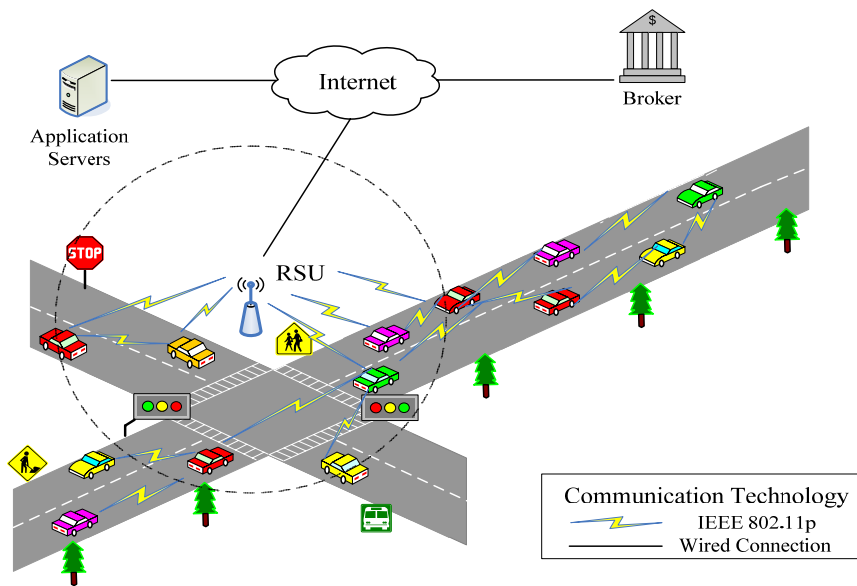 $
Internet
Broker
Application
Servers
STOP
RSU
Communication Technology
IEEE 802.11p
Wired Connection